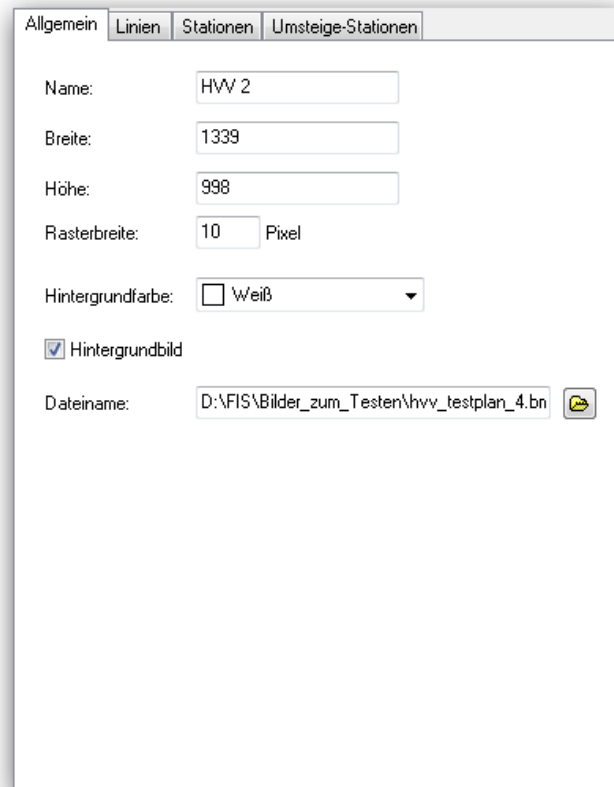 Allgemein Linien Stationen Umsteige-Stationen
Name: HVV 2
Breite: 1339
Höhe: 998
Rasterbreite: 10 Pixel
Hintergrundfarbe: Weiß
Hintergrundbild
Dateiname: D:\FIS\Bilder_zum_Testen\hvv_testplan_4.bn